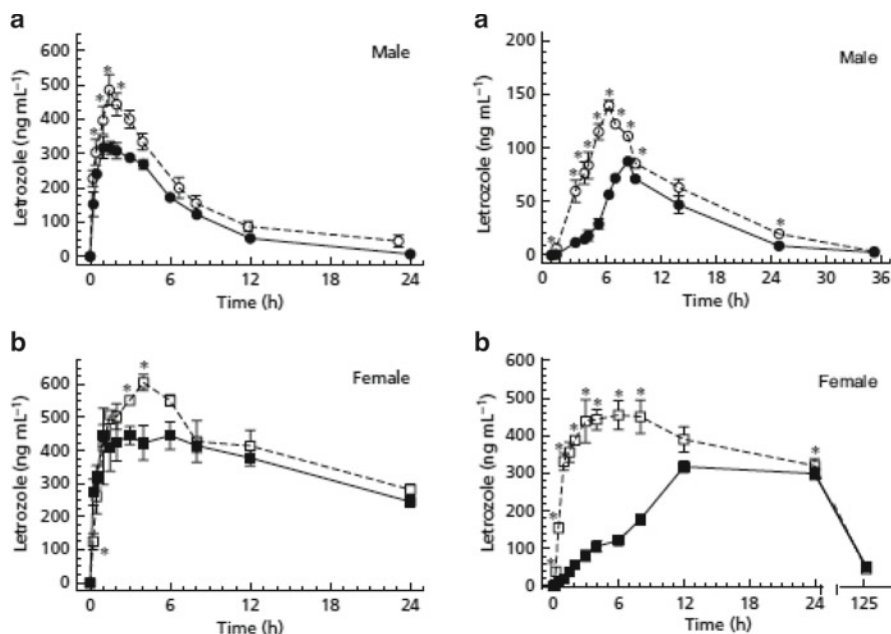 a
Male
Letrozole (ng mL⁻¹)
600
500
400
300
200
100
0
0 6 12 18 24
Time (h)
* * * *
a
Male
Letrozole (ng mL⁻¹)
200
150
100
50
0
0 6 9 12 18 24 30 36
Time (h)
* * * * * * * * * * *
b
Female
Letrozole (ng mL⁻¹)
600
500
400
300
200
100
0
0 6 12 18 24
Time (h)
* * *
b
Female
Letrozole (ng mL⁻¹)
600
500
400
300
200
100
0
0 6 12 18 24 125
Time (h)
* * * * * * * * *